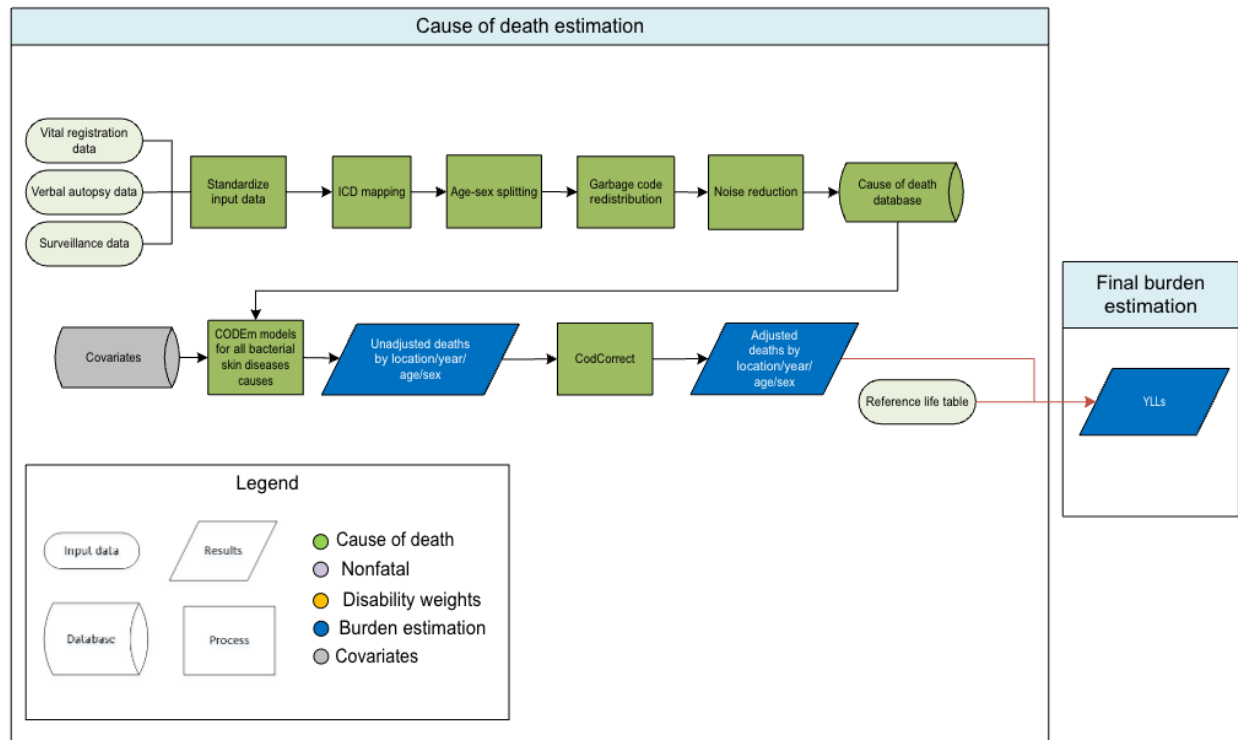 Cause of death estimation
Vital registration
data
Verbal autopsy data
Surveillance data
Standardize
input data
ICD mapping
Age-sex splitting
Garbage code
redistribution
Noise reduction
Cause of death
database
Covariates
CODEm models
for all bacterial
skin diseases
causes
Unadjusted deaths
by location/year/
age/sex
CodCorrect
Adjusted
deaths by
location/year/
age/sex
Reference life table
Final burden
estimation
YLLs
Legend
Input data
Results
Database
Process
Cause of death
Nonfatal
Disability weights
Burden estimation
Covariates